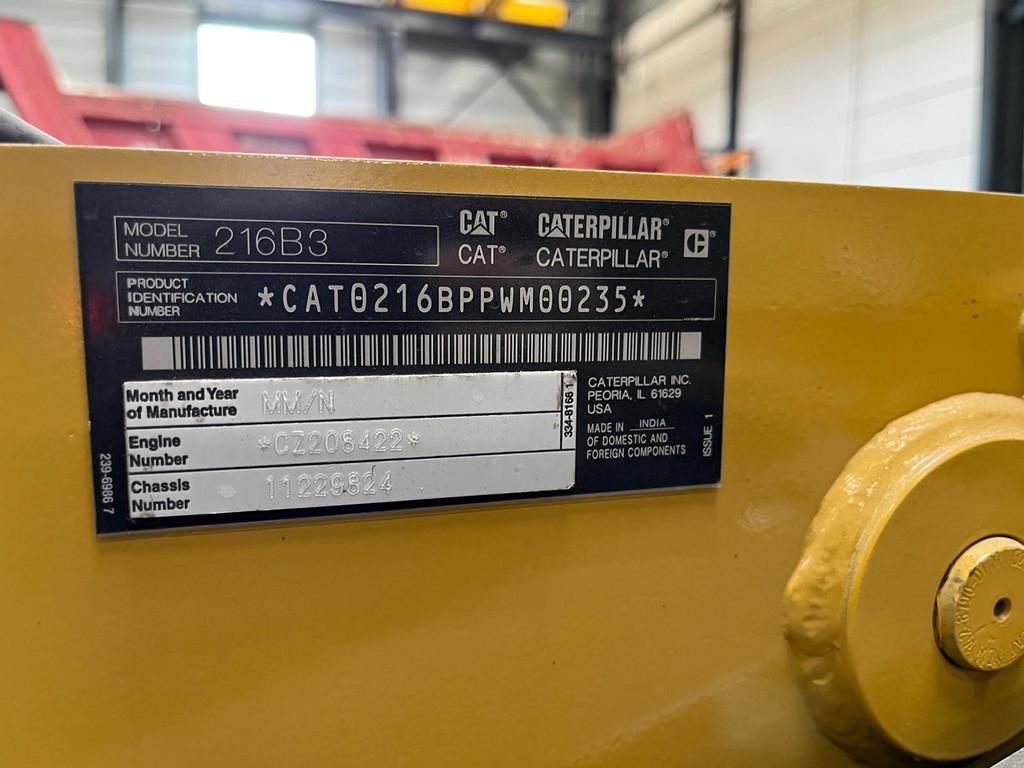 MODEL
NUMBER 216B3
CAT® CATERPILLAR®
CAT® CATERPILLAR®
C®
PRODUCT
IDENTIFICATION
NUMBER
*CAT0216BPPWM00235*
Month and Year
of Manufacture MM/N
Engine
Number *CZ208422*
Chassis
Number 11229824
334-8166 1
CATERPILLAR INC.
PEORIA, IL 61629
USA
MADE IN INDIA
OF DOMESTIC AND
FOREIGN COMPONENTS
ISSUE 1
239-6986 7